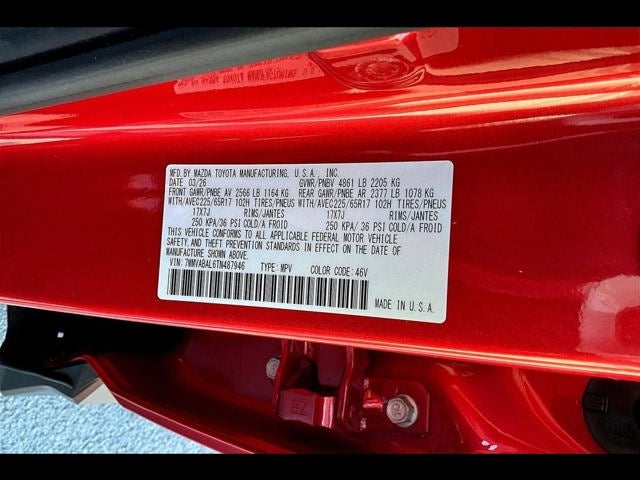 MFD. BY MAZDA TOYOTA MANUFACTURING, U.S.A., INC.
DATE 03/26 GVWR/PNBV 4861 LB 2205 KG
FRONT GAWR/PNBE AV 2566 LB 1164 KG REAR GAWR/PNBE AR 2377 LB 1078 KG
WITH/AVEC225/65R17 102H TIRES/PNEUS WITH/AVEC225/65R17 102H TIRES/PNEUS
17X7J RIMS/JANTES 17X7J RIMS/JANTES
250 KPA/36 PSI COLD/A FROID 250 KPA/36 PSI COLD/A FROID
THIS VEHICLE CONFORMS TO ALL APPLICABLE FEDERAL MOTOR VEHICLE
SAFETY, AND THEFT PREVENTION STANDARDS IN EFFECT ON THE DATE OF
MANUFACTURE SHOWN ABOVE.
VIN: 7MMVABAL6TN487946 TYPE: MPV COLOR CODE: 46V
MADE IN U.S.A.